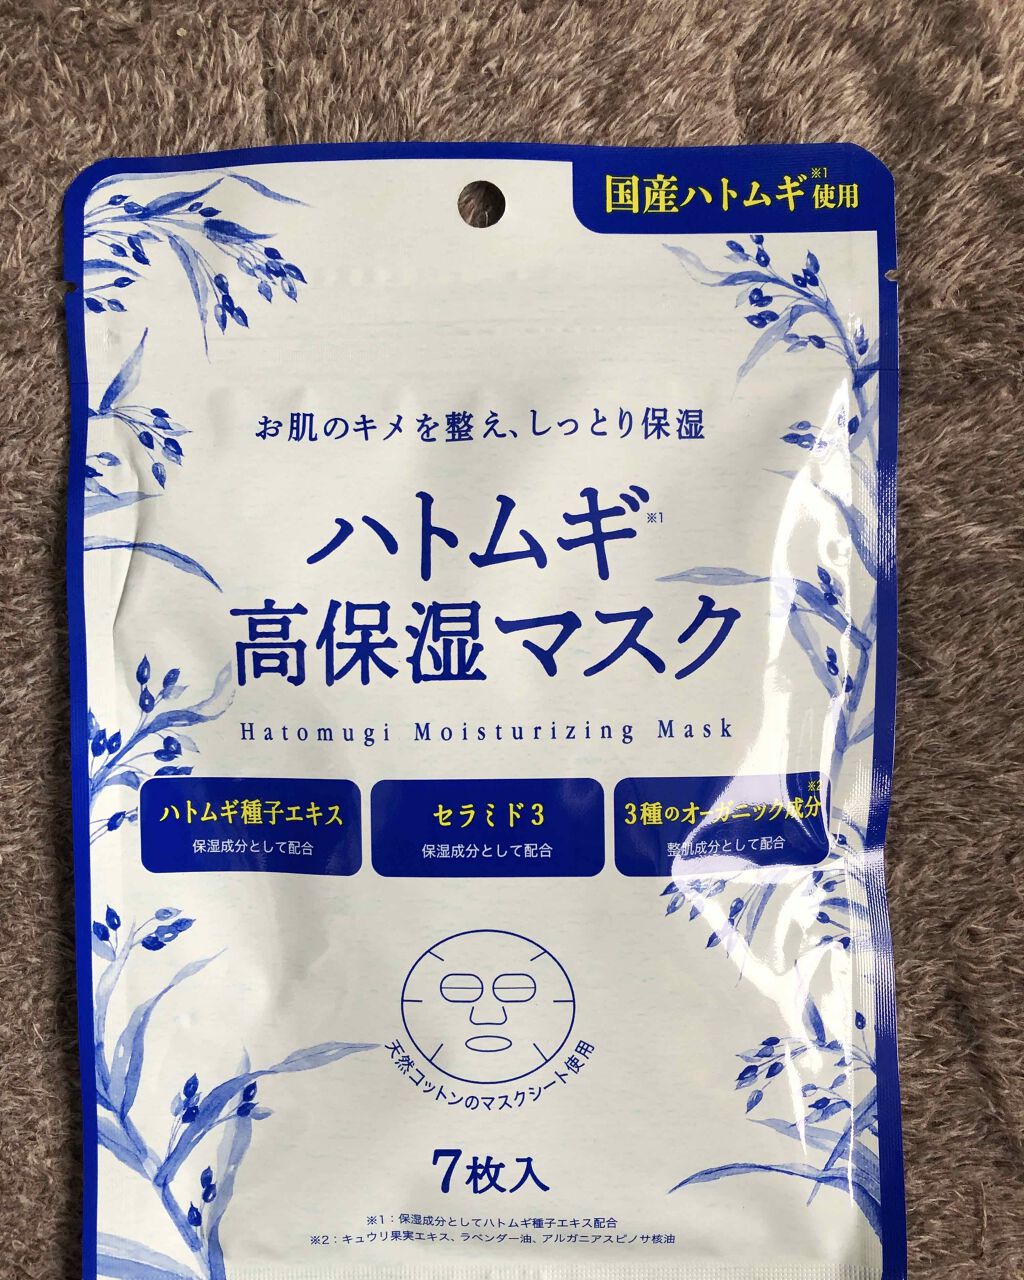 国産ハトムギ※1使用
お肌のキメを整え、しっとり保湿
ハトムギ※1
高保湿マスク
Hatomugi Moisturizing Mask
ハトムギ種子エキス
保湿成分として配合
セラミド3
保湿成分として配合
3種のオーガニック成分※2
整肌成分として配合
天然コットンのマスクシート使用
7枚入
※1：保湿成分としてハトムギ種子エキス配合
※2：キュウリ果実エキス、ラベンダー油、アルガニアスピノサ核油